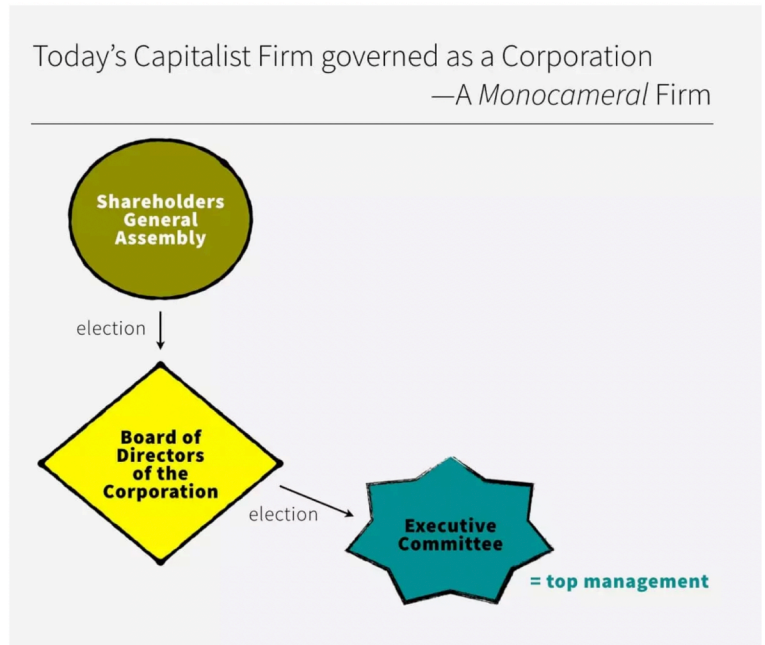 Today’s Capitalist Firm governed as a Corporation
—A Monocameral Firm
Shareholders
General
Assembly
election
Board of
Directors
of the
Corporation
election
Executive
Committee
= top management